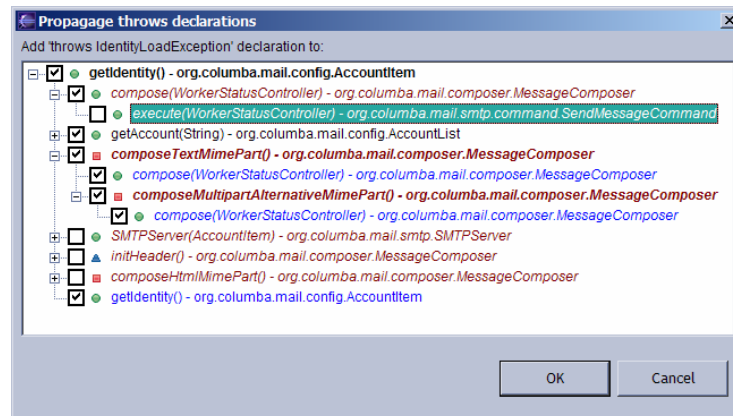 Propagage throws declarations
Add 'throws IdentityLoadException' declaration to:
getIdentity() - org.columba.mail.config.AccountItem
compose(WorkerStatusController) - org.columba.mail.composer.MessageComposer
execute(WorkerStatusController) - org.columba.mail.smtp.command.SendMessageCommand
getAccount(String) - org.columba.mail.config.AccountList
composeTextMimePart() - org.columba.mail.composer.MessageComposer
compose(WorkerStatusController) - org.columba.mail.composer.MessageComposer
composeMultipartAlternativeMimePart() - org.columba.mail.composer.MessageComposer
compose(WorkerStatusController) - org.columba.mail.composer.MessageComposer
SMTPServer(AccountItem) - org.columba.mail.smtp.SMTPServer
initHeader() - org.columba.mail.composer.MessageComposer
composeHtmlMimePart() - org.columba.mail.composer.MessageComposer
getIdentity() - org.columba.mail.config.AccountItem
OK Cancel